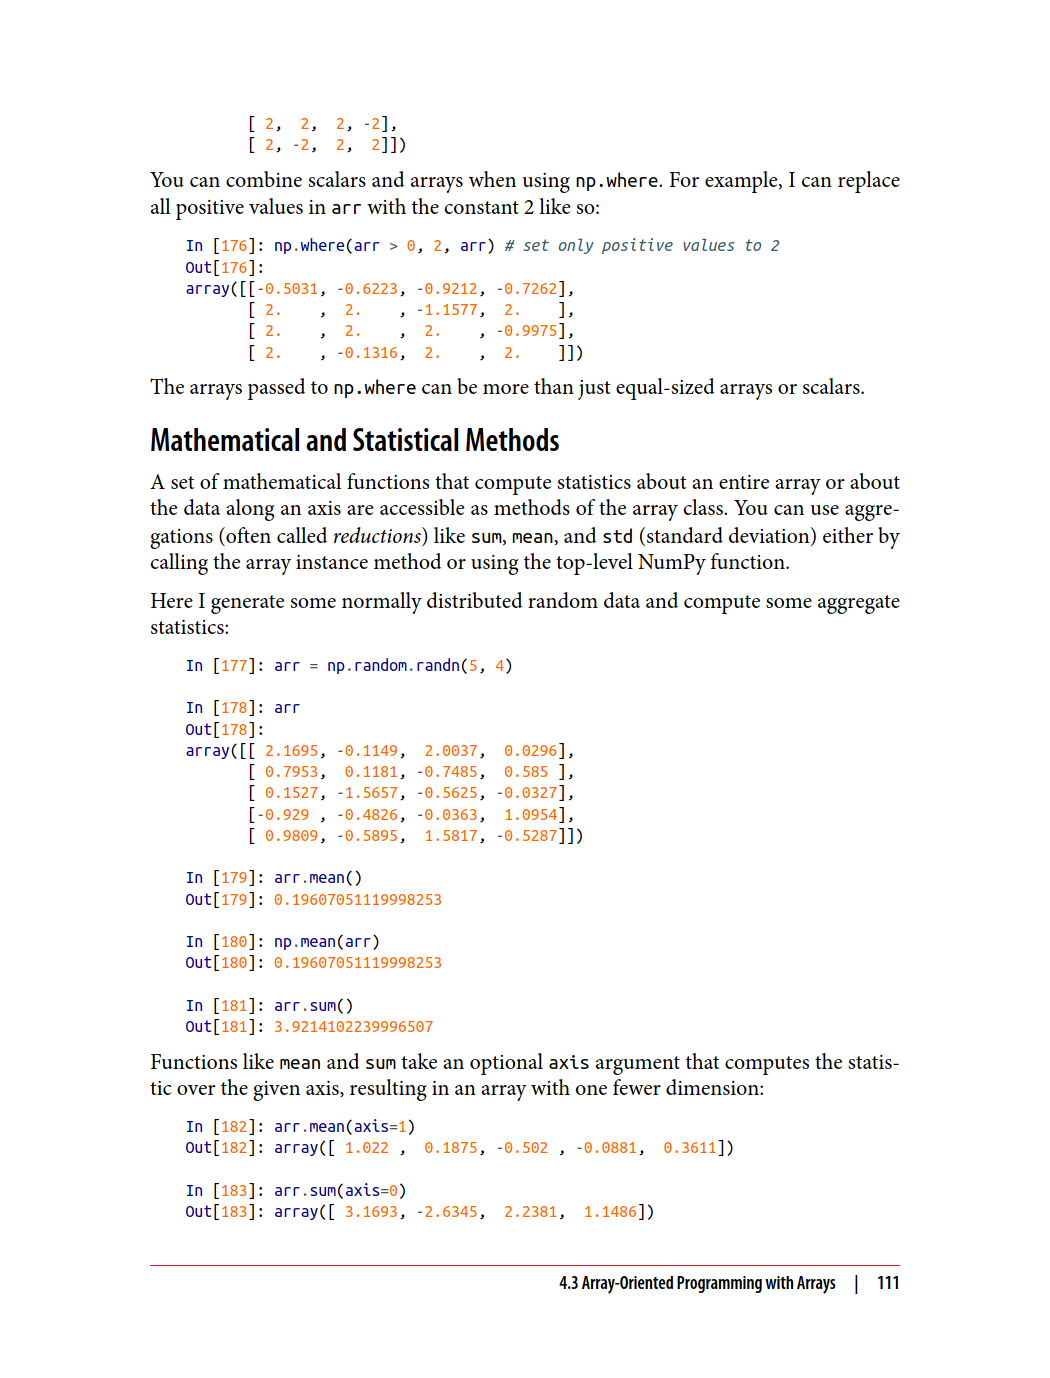 [ 2,  2,  2, -2],
[ 2, -2,  2,  2]])
You can combine scalars and arrays when using np.where. For example, I can replace
all positive values in arr with the constant 2 like so:
In [176]: np.where(arr > 0, 2, arr) # set only positive values to 2
Out[176]:
array([[-0.5031, -0.6223, -0.9212, -0.7262],
       [ 2.    ,  2.    , -1.1577,  2.    ],
       [ 2.    ,  2.    ,  2.    , -0.9975],
       [ 2.    , -0.1316,  2.    ,  2.    ]])
The arrays passed to np.where can be more than just equal-sized arrays or scalars.
Mathematical and Statistical Methods
A set of mathematical functions that compute statistics about an entire array or about
the data along an axis are accessible as methods of the array class. You can use aggre-
gations (often called reductions) like sum, mean, and std (standard deviation) either by
calling the array instance method or using the top-level NumPy function.
Here I generate some normally distributed random data and compute some aggregate
statistics:
In [177]: arr = np.random.randn(5, 4)
In [178]: arr
Out[178]:
array([[ 2.1695, -0.1149,  2.0037,  0.0296],
       [ 0.7953,  0.1181, -0.7485,  0.585 ],
       [ 0.1527, -1.5657, -0.5625, -0.0327],
       [-0.929 , -0.4826, -0.0363,  1.0954],
       [ 0.9809, -0.5895,  1.5817, -0.5287]])
In [179]: arr.mean()
Out[179]: 0.19607051119998253
In [180]: np.mean(arr)
Out[180]: 0.19607051119998253
In [181]: arr.sum()
Out[181]: 3.9214102239996507
Functions like mean and sum take an optional axis argument that computes the statis-
tic over the given axis, resulting in an array with one fewer dimension:
In [182]: arr.mean(axis=1)
Out[182]: array([ 1.022 ,  0.1875, -0.502 , -0.0881,  0.3611])
In [183]: arr.sum(axis=0)
Out[183]: array([ 3.1693, -2.6345,  2.2381,  1.1486])
4.3 Array-Oriented Programming with Arrays | 111